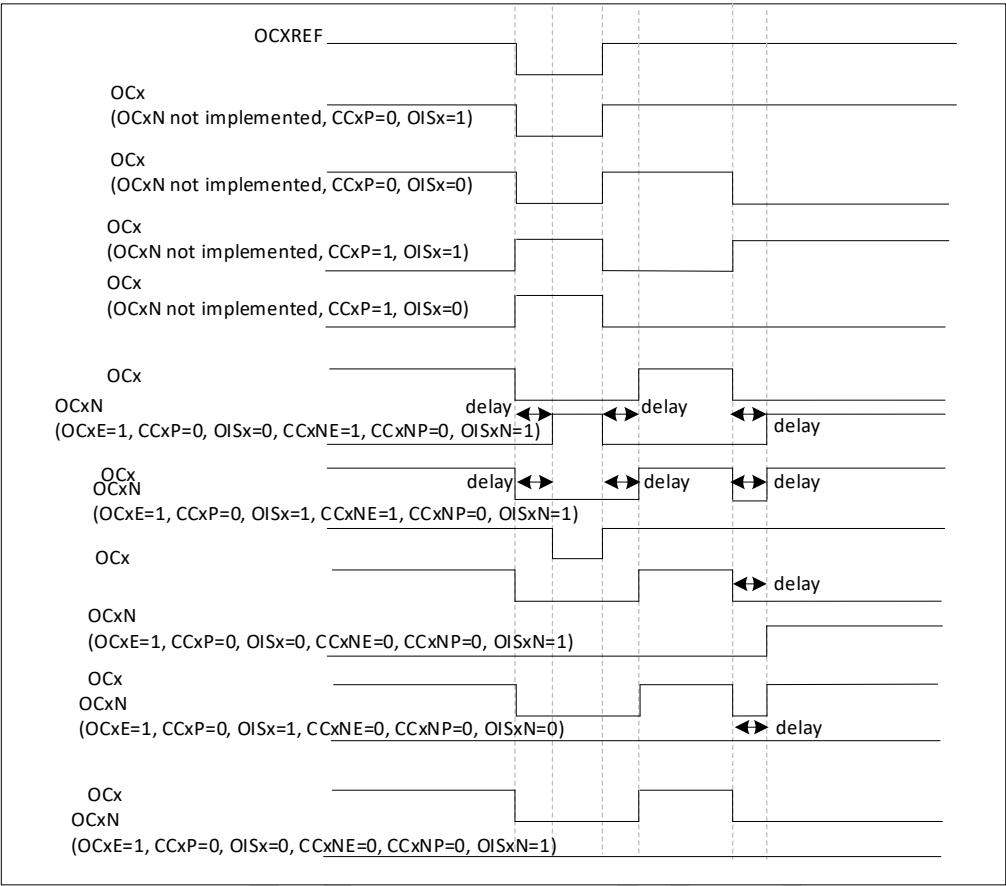 OCXREF
OCx
(OCxN not implemented, CCxP=0, OISx=1)
OCx
(OCxN not implemented, CCxP=0, OISx=0)
OCx
(OCxN not implemented, CCxP=1, OISx=1)
OCx
(OCxN not implemented, CCxP=1, OISx=0)
OCx
OCxN
delay
delay
delay
(OCxE=1, CCxP=0, OISx=0, CCxNE=1, CCxNP=0, OISxN=1)
OCx
OCxN
delay
delay
delay
(OCxE=1, CCxP=0, OISx=1, CCxNE=1, CCxNP=0, OISxN=1)
OCx
delay
OCxN
(OCxE=1, CCxP=0, OISx=0, CCxNE=0, CCxNP=0, OISxN=1)
OCx
OCxN
(OCxE=1, CCxP=0, OISx=1, CCxNE=0, CCxNP=0, OISxN=0)
delay
OCx
OCxN
(OCxE=1, CCxP=0, OISx=0, CCxNE=0, CCxNP=0, OISxN=1)